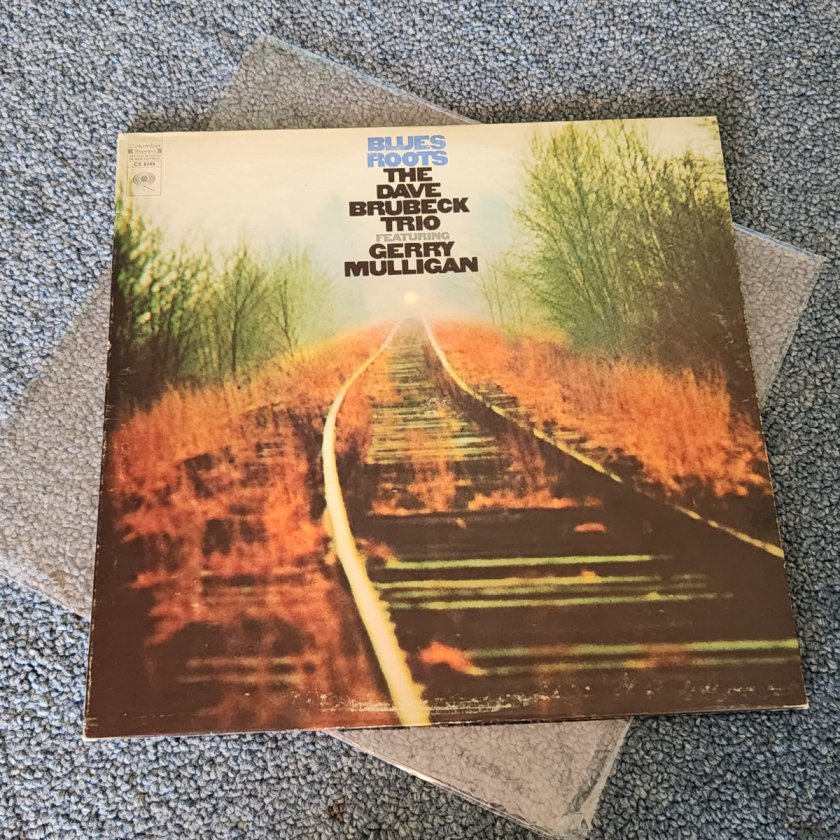 Columbia
Stereo
CS 9749
BLUES
ROOTS
THE
DAVE
BRUBECK
TRIO
FEATURING
GERRY
MULLIGAN